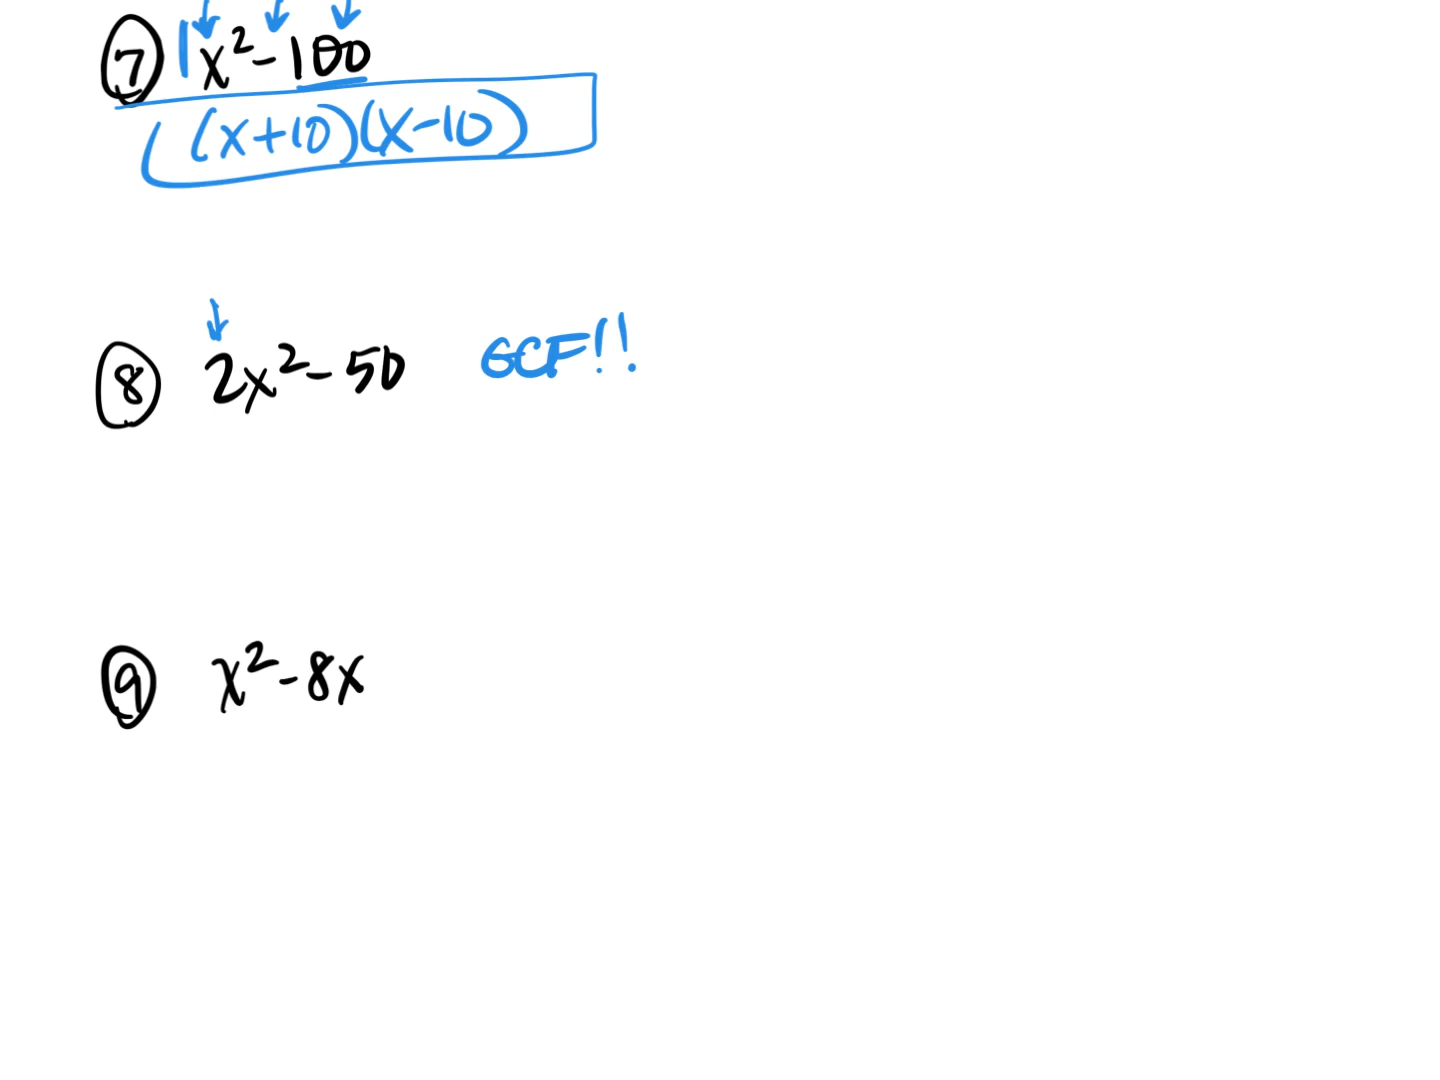 ⑦ 1x²-100
(x+10)(x-10)
⑧ 2x²-50 GCF!!
⑨ x²-8x